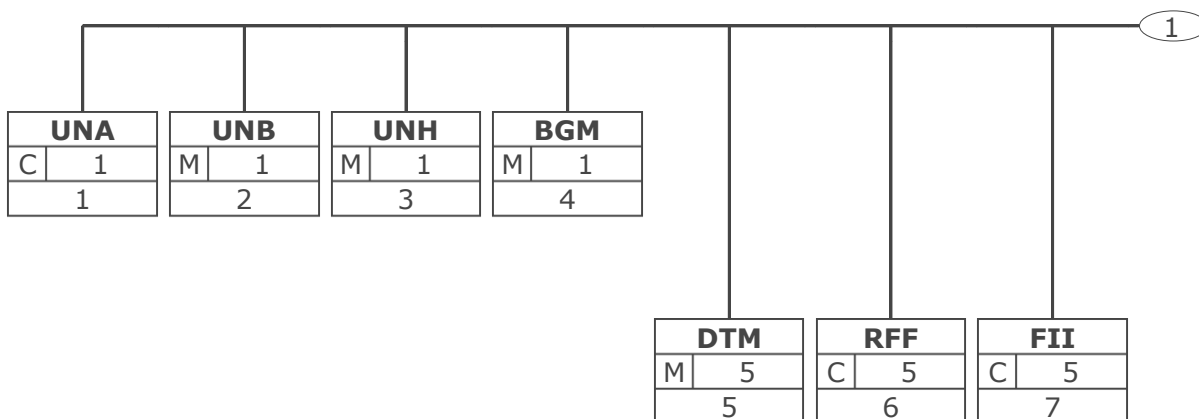 1
UNA UNB UNH BGM
C 1 M 1 M 1 M 1
1 2 3 4
DTM RFF FII
M 5 C 5 C 5
5 6 7